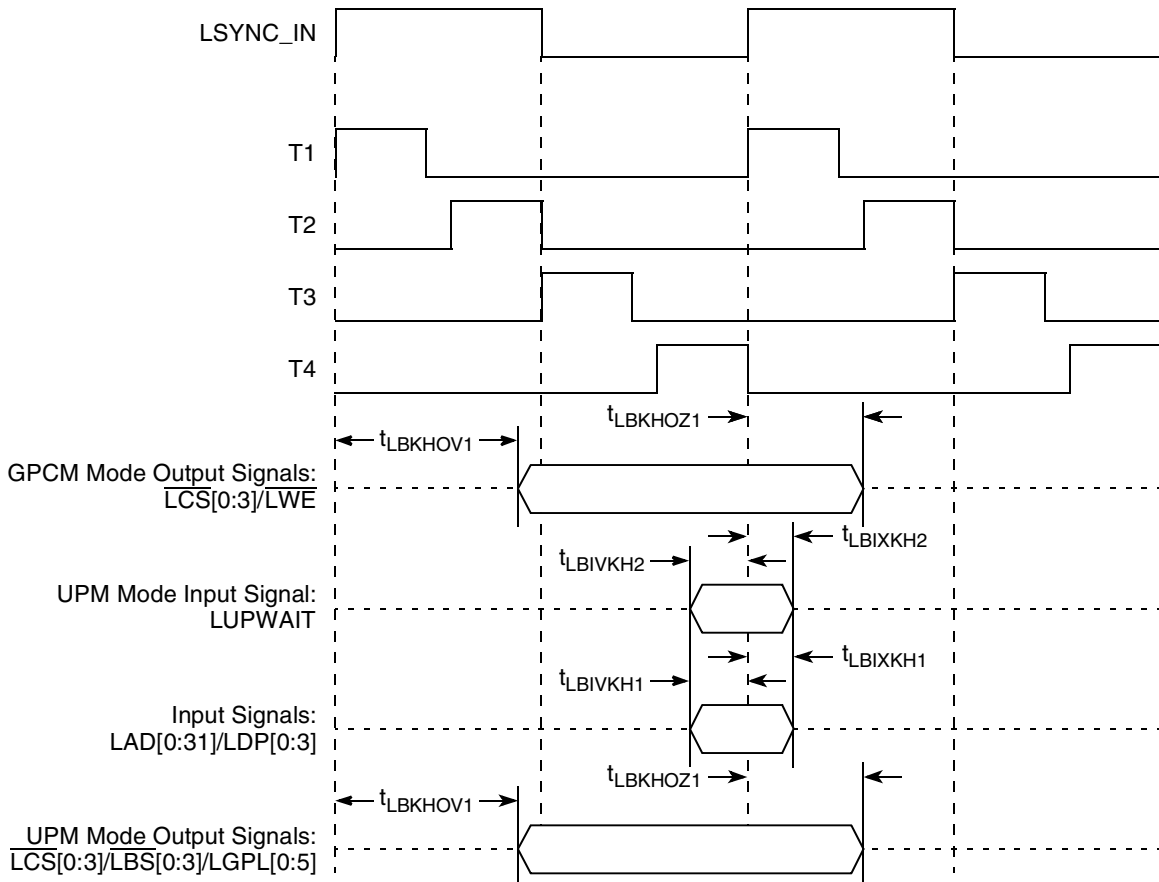 LSYNC_IN
T1
T2
T3
T4
tLBKHOZ1
tLBKHOV1
GPCM Mode Output Signals:
LCS[0:3]/LWE
tLBIXKH2
tLBIVKH2
UPM Mode Input Signal:
LUPWAIT
tLBIXKH1
tLBIVKH1
Input Signals:
LAD[0:31]/LDP[0:3]
tLBKHOZ1
tLBKHOV1
UPM Mode Output Signals:
LCS[0:3]/LBS[0:3]/LGPL[0:5]